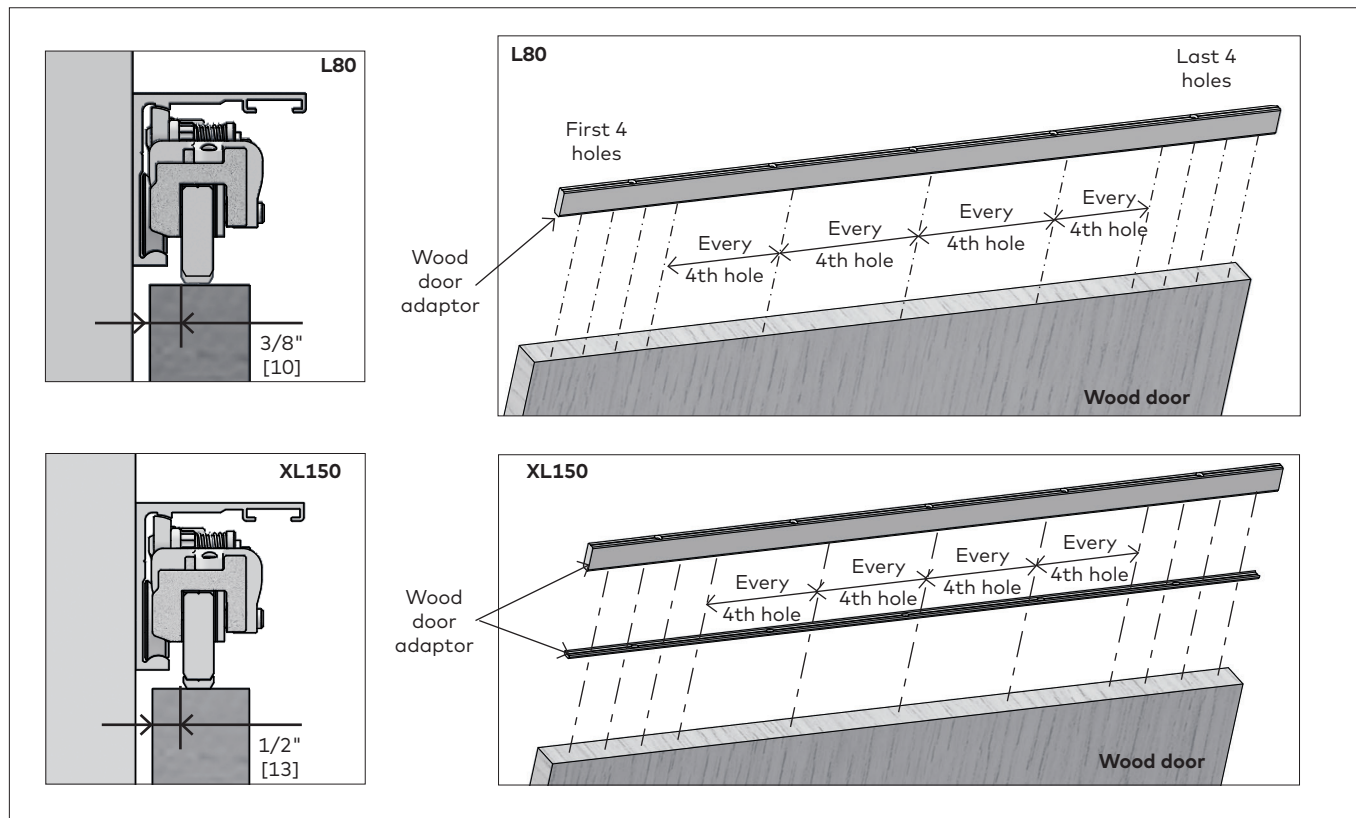 L80
3/8"
[10]
L80
First 4
holes
Last 4
holes
Wood
door
adaptor
Every
4th hole
Every
4th hole
Every
4th hole
Every
4th hole
Wood door
XL150
1/2"
[13]
XL150
Wood
door
adaptor
Every
4th hole
Every
4th hole
Every
4th hole
Every
4th hole
Wood door